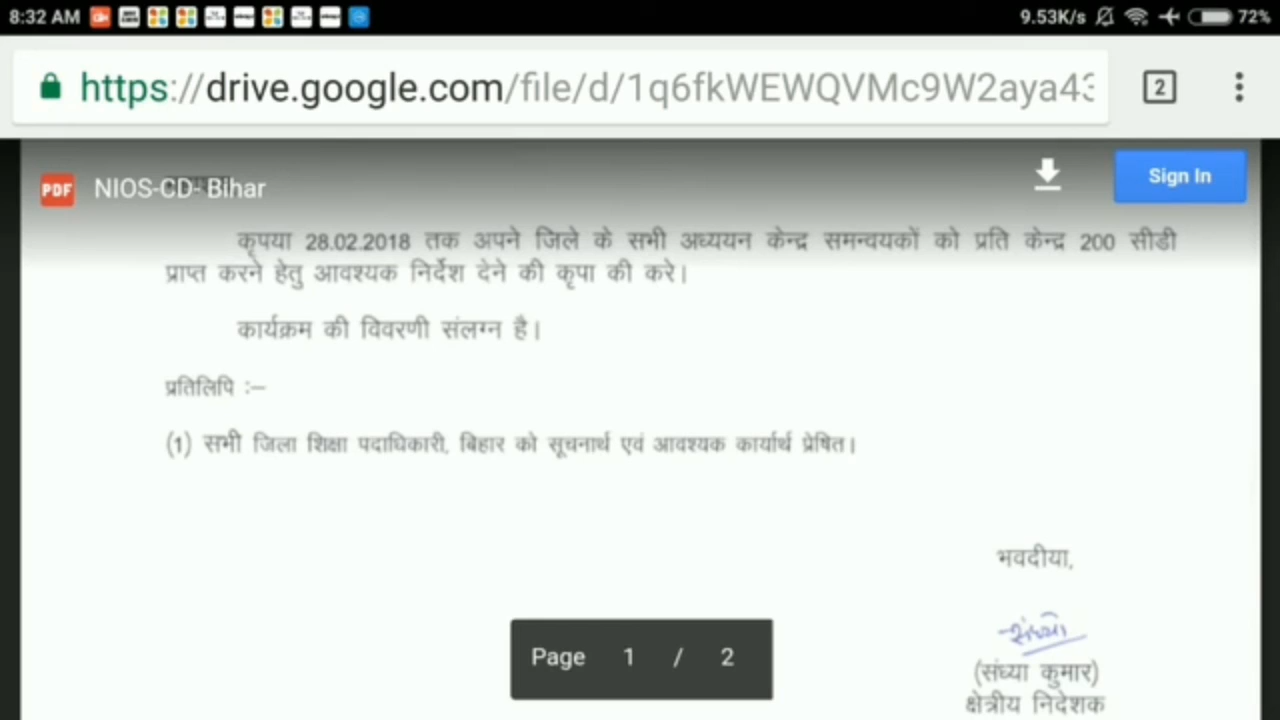 8:32 AM
9.53K/s
72%
https://drive.google.com/file/d/1q6fkWEWQVMc9W2aya43
2
PDF NIOS-CD- Bihar
Sign In
कृपया 28.02.2018 तक अपने जिले के सभी अध्ययन केन्द्र समन्वयकों को प्रति केन्द्र 200 सीडी
प्राप्त करने हेतु आवश्यक निर्देश देने की कृपा की करे।
कार्यक्रम की विवरणी संलग्न है।
प्रतिलिपि :–
(1) सभी जिला शिक्षा पदाधिकारी, बिहार को सूचनार्थ एवं आवश्यक कार्यार्थ प्रेषित।
भवदीया,
संध्या
(संध्या कुमार)
क्षेत्रीय निदेशक
Page 1 / 2